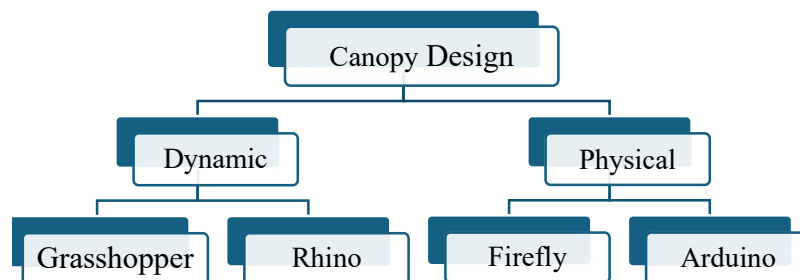 Canopy Design
Dynamic
Physical
Grasshopper
Rhino
Firefly
Arduino